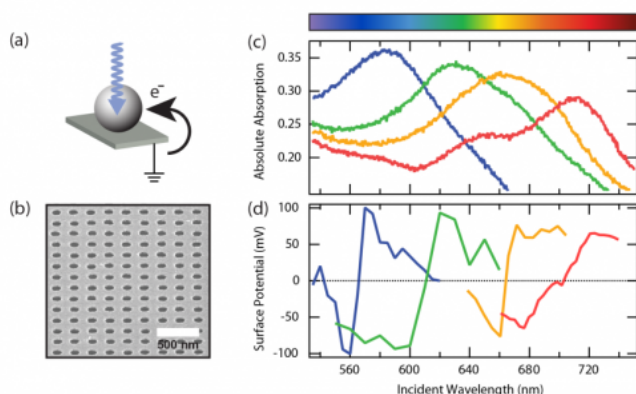 (a)
e⁻
(b)
500 nm
(c)
Absolute Absorption
0.35
0.30
0.25
0.20
(d)
Surface Potential (mV)
100
50
0
-50
-100
560
600
640
680
720
Incident Wavelength (nm)